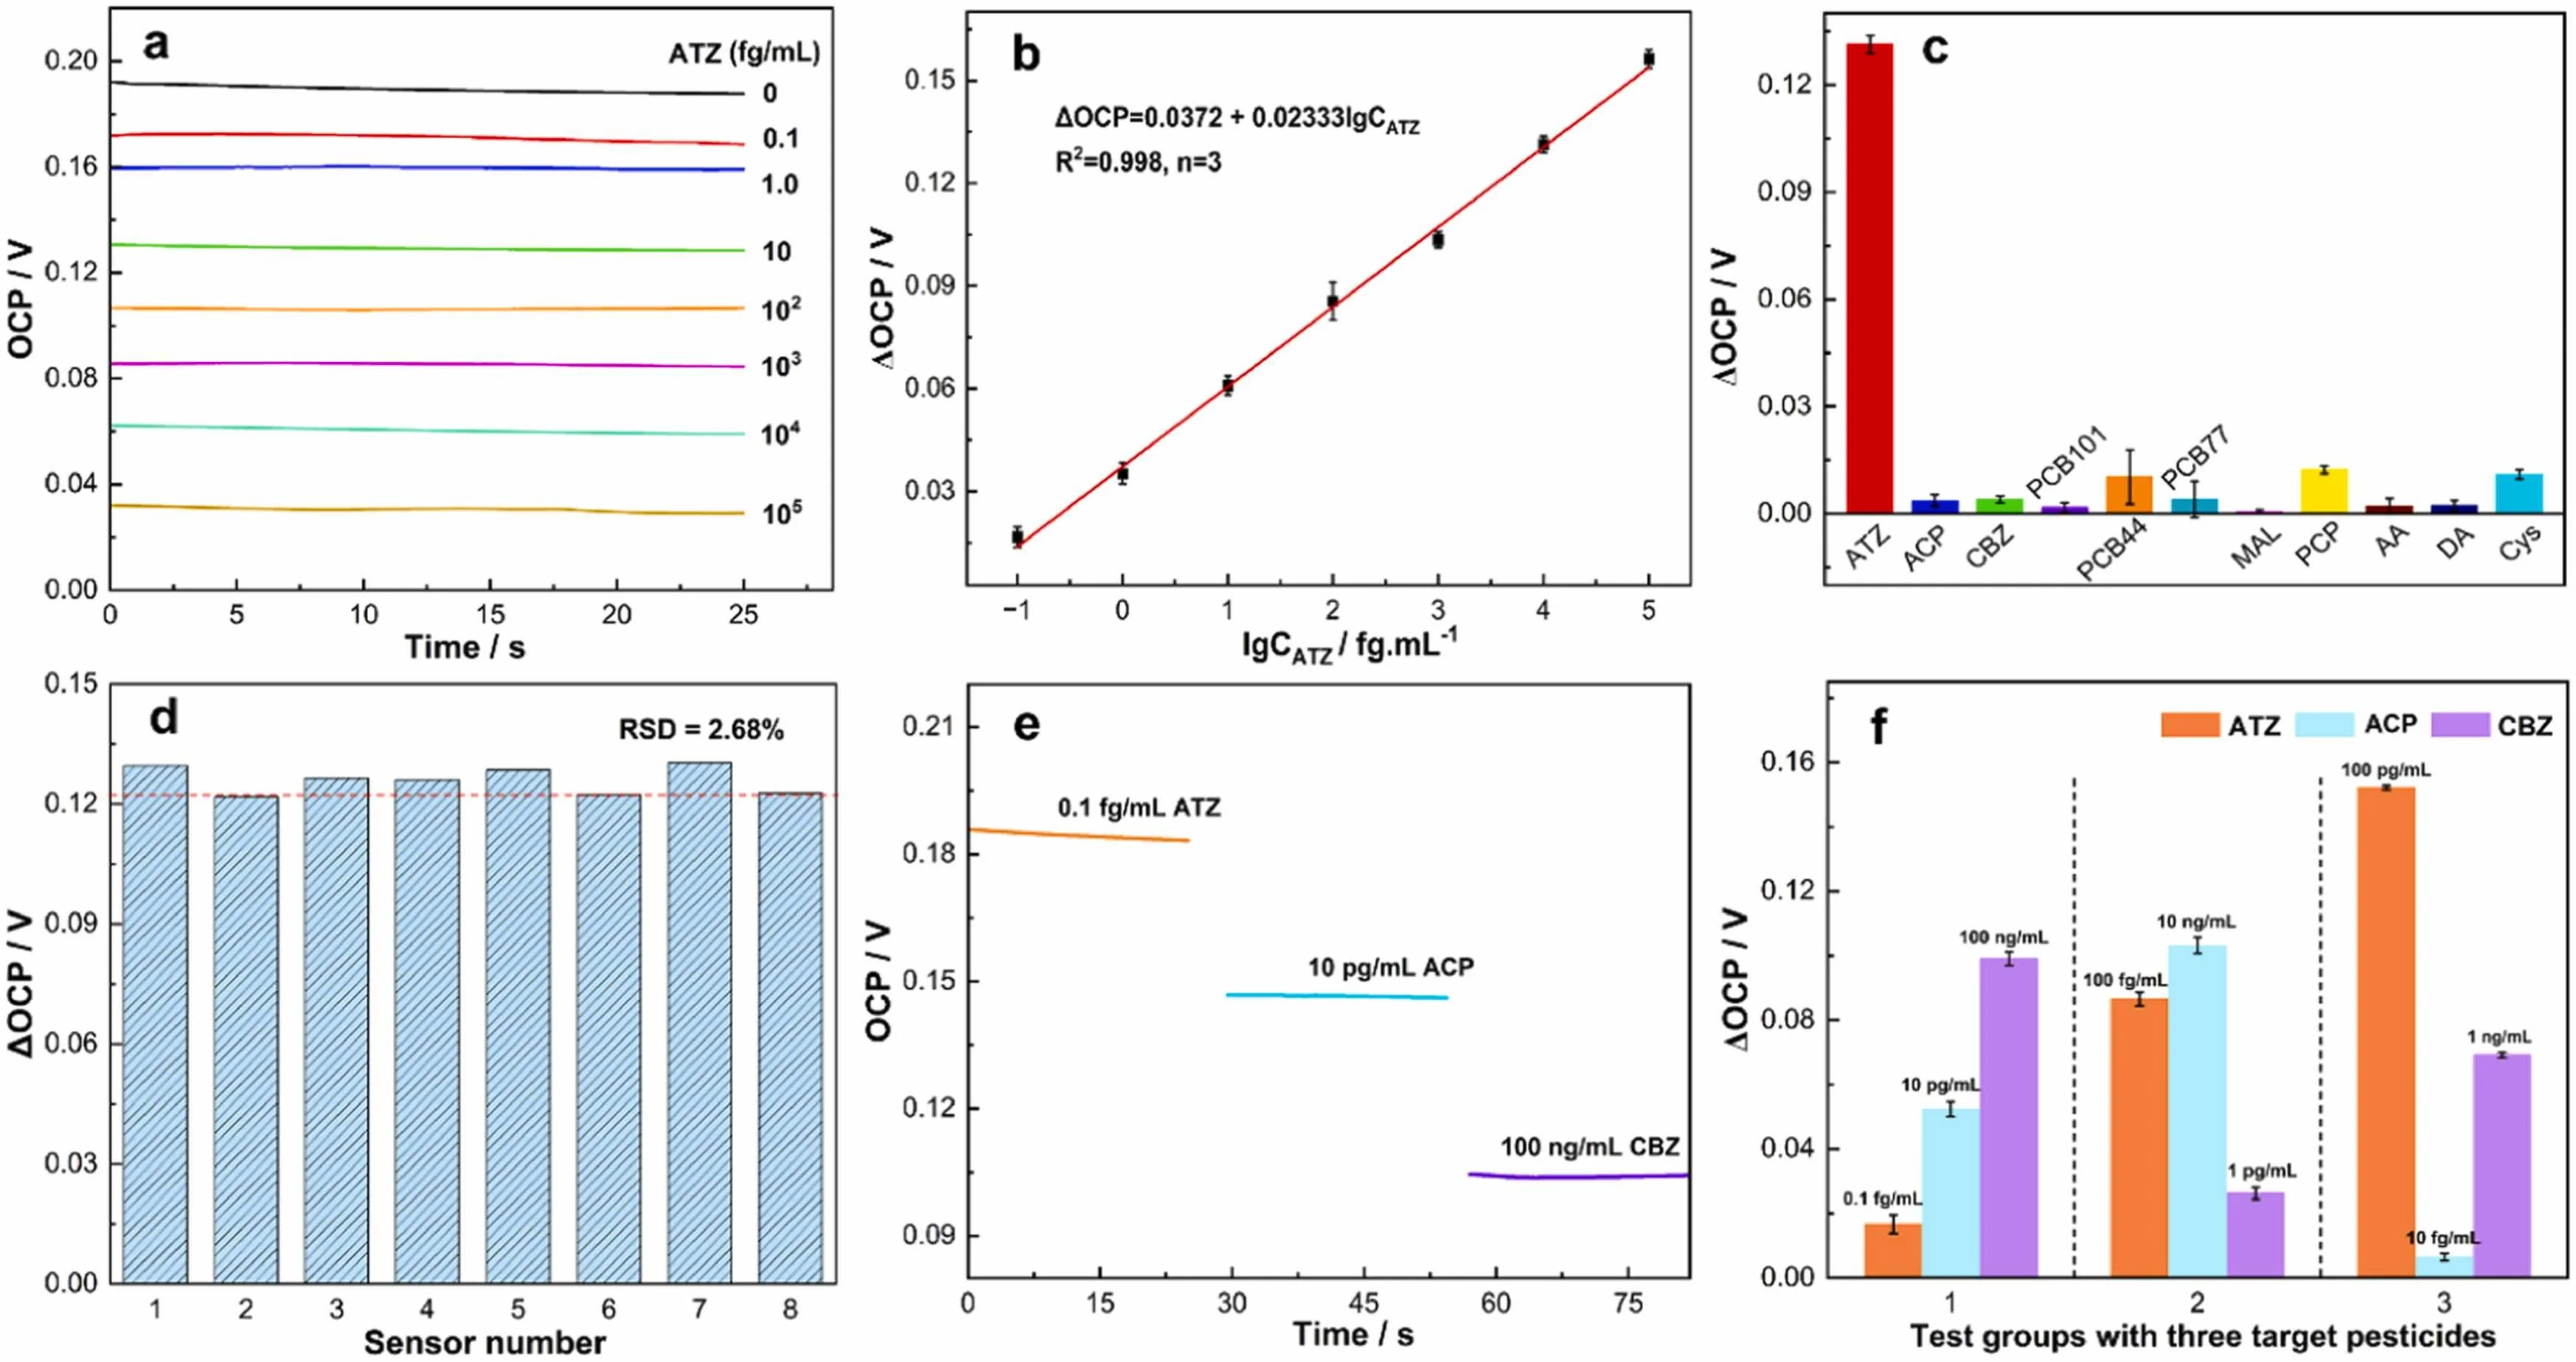 a
ATZ (fg/mL)
0
0.1
1.0
10
10²
10³
10⁴
10⁵
0.20
0.16
0.12
0.08
0.04
0.00
OCP / V
0 5 10 15 20 25
Time / s
b
ΔOCP=0.0372 + 0.02333lgC_ATZ
R²=0.998, n=3
0.15
0.12
0.09
0.06
0.03
ΔOCP / V
−1 0 1 2 3 4 5
lgC_ATZ / fg.mL⁻¹
c
0.12
0.09
0.06
0.03
0.00
ΔOCP / V
PCB101 PCB77
ATZ ACP CBZ PCB44 MAL PCP AA DA Cys
d
RSD = 2.68%
0.15
0.12
0.09
0.06
0.03
0.00
ΔOCP / V
1 2 3 4 5 6 7 8
Sensor number
e
0.1 fg/mL ATZ
10 pg/mL ACP
100 ng/mL CBZ
0.21
0.18
0.15
0.12
0.09
OCP / V
0 15 30 45 60 75
Time / s
f
ATZ ACP CBZ
0.16
0.12
0.08
0.04
0.00
ΔOCP / V
0.1 fg/mL
10 pg/mL
100 ng/mL
100 fg/mL
10 ng/mL
1 pg/mL
100 pg/mL
10 fg/mL
1 ng/mL
1 2 3
Test groups with three target pesticides